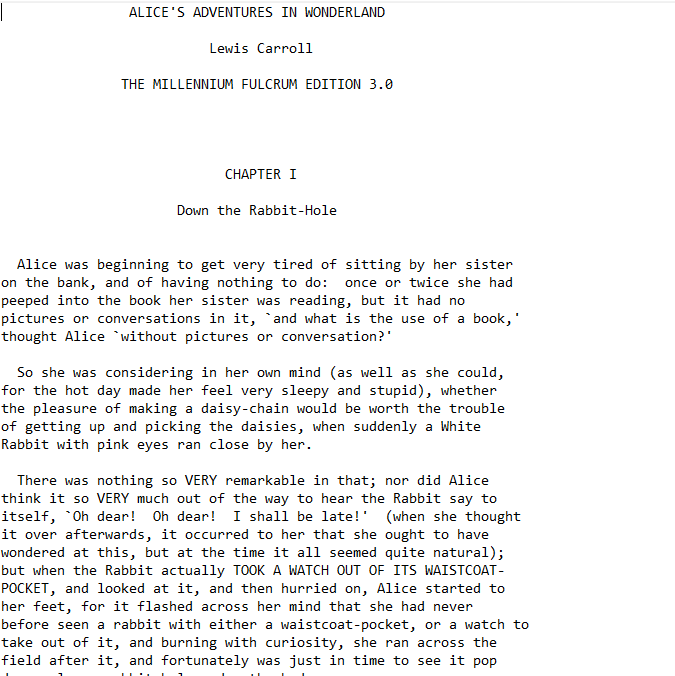 ALICE'S ADVENTURES IN WONDERLAND
Lewis Carroll
THE MILLENNIUM FULCRUM EDITION 3.0
CHAPTER I
Down the Rabbit-Hole
Alice was beginning to get very tired of sitting by her sister
on the bank, and of having nothing to do:  once or twice she had
peeped into the book her sister was reading, but it had no
pictures or conversations in it, `and what is the use of a book,'
thought Alice `without pictures or conversation?'
So she was considering in her own mind (as well as she could,
for the hot day made her feel very sleepy and stupid), whether
the pleasure of making a daisy-chain would be worth the trouble
of getting up and picking the daisies, when suddenly a White
Rabbit with pink eyes ran close by her.
There was nothing so VERY remarkable in that; nor did Alice
think it so VERY much out of the way to hear the Rabbit say to
itself, `Oh dear!  Oh dear!  I shall be late!'  (when she thought
it over afterwards, it occurred to her that she ought to have
wondered at this, but at the time it all seemed quite natural);
but when the Rabbit actually TOOK A WATCH OUT OF ITS WAISTCOAT-
POCKET, and looked at it, and then hurried on, Alice started to
her feet, for it flashed across her mind that she had never
before seen a rabbit with either a waistcoat-pocket, or a watch to
take out of it, and burning with curiosity, she ran across the
field after it, and fortunately was just in time to see it pop